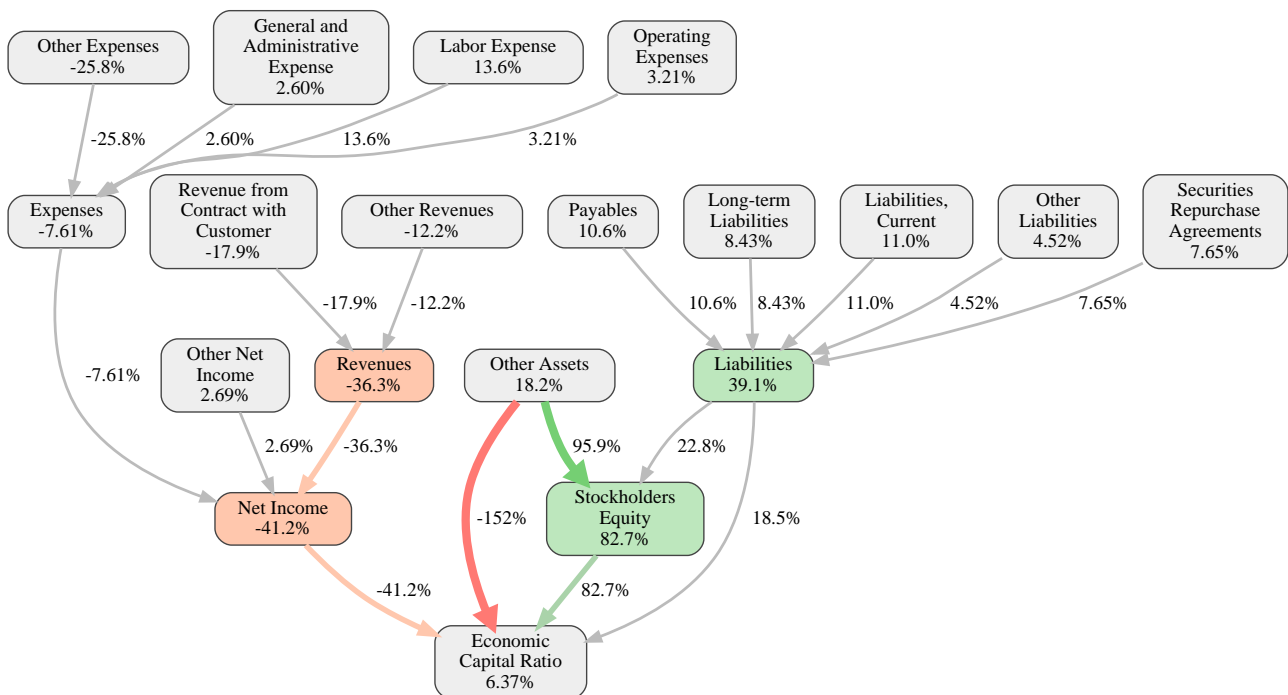 Other Expenses
-25.8%
General and
Administrative
Expense
2.60%
Labor Expense
13.6%
Operating
Expenses
3.21%
-25.8%
2.60%
13.6%
3.21%
Expenses
-7.61%
Revenue from
Contract with
Customer
-17.9%
Other Revenues
-12.2%
Payables
10.6%
Long-term
Liabilities
8.43%
Liabilities,
Current
11.0%
Other
Liabilities
4.52%
Securities
Repurchase
Agreements
7.65%
-17.9%
-12.2%
10.6%
8.43%
11.0%
4.52%
7.65%
-7.61%
Other Net
Income
2.69%
Revenues
-36.3%
Other Assets
18.2%
Liabilities
39.1%
2.69%
-36.3%
95.9%
22.8%
Net Income
-41.2%
-152%
Stockholders
Equity
82.7%
18.5%
-41.2%
82.7%
Economic
Capital Ratio
6.37%